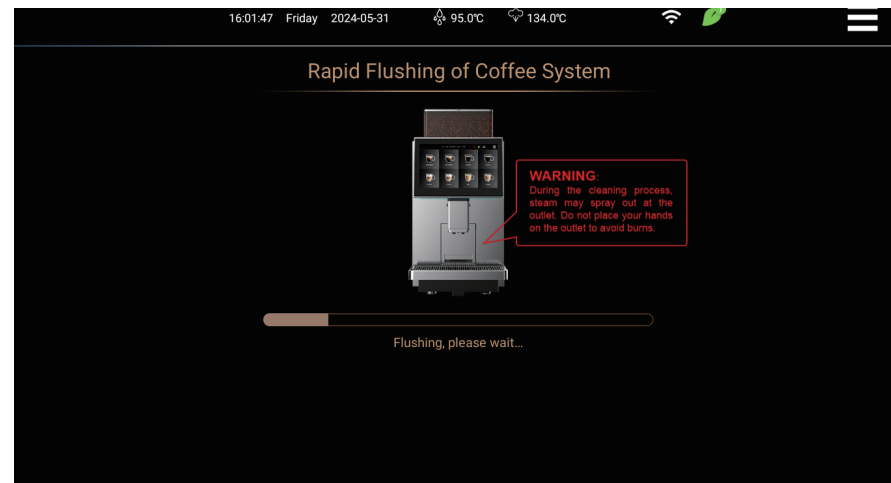 16:01:47 Friday 2024-05-31 95.0℃ 134.0℃
Rapid Flushing of Coffee System
WARNING:
During the cleaning process,
steam may spray out at the
outlet. Do not place your hands
on the outlet to avoid burns.
Flushing, please wait...